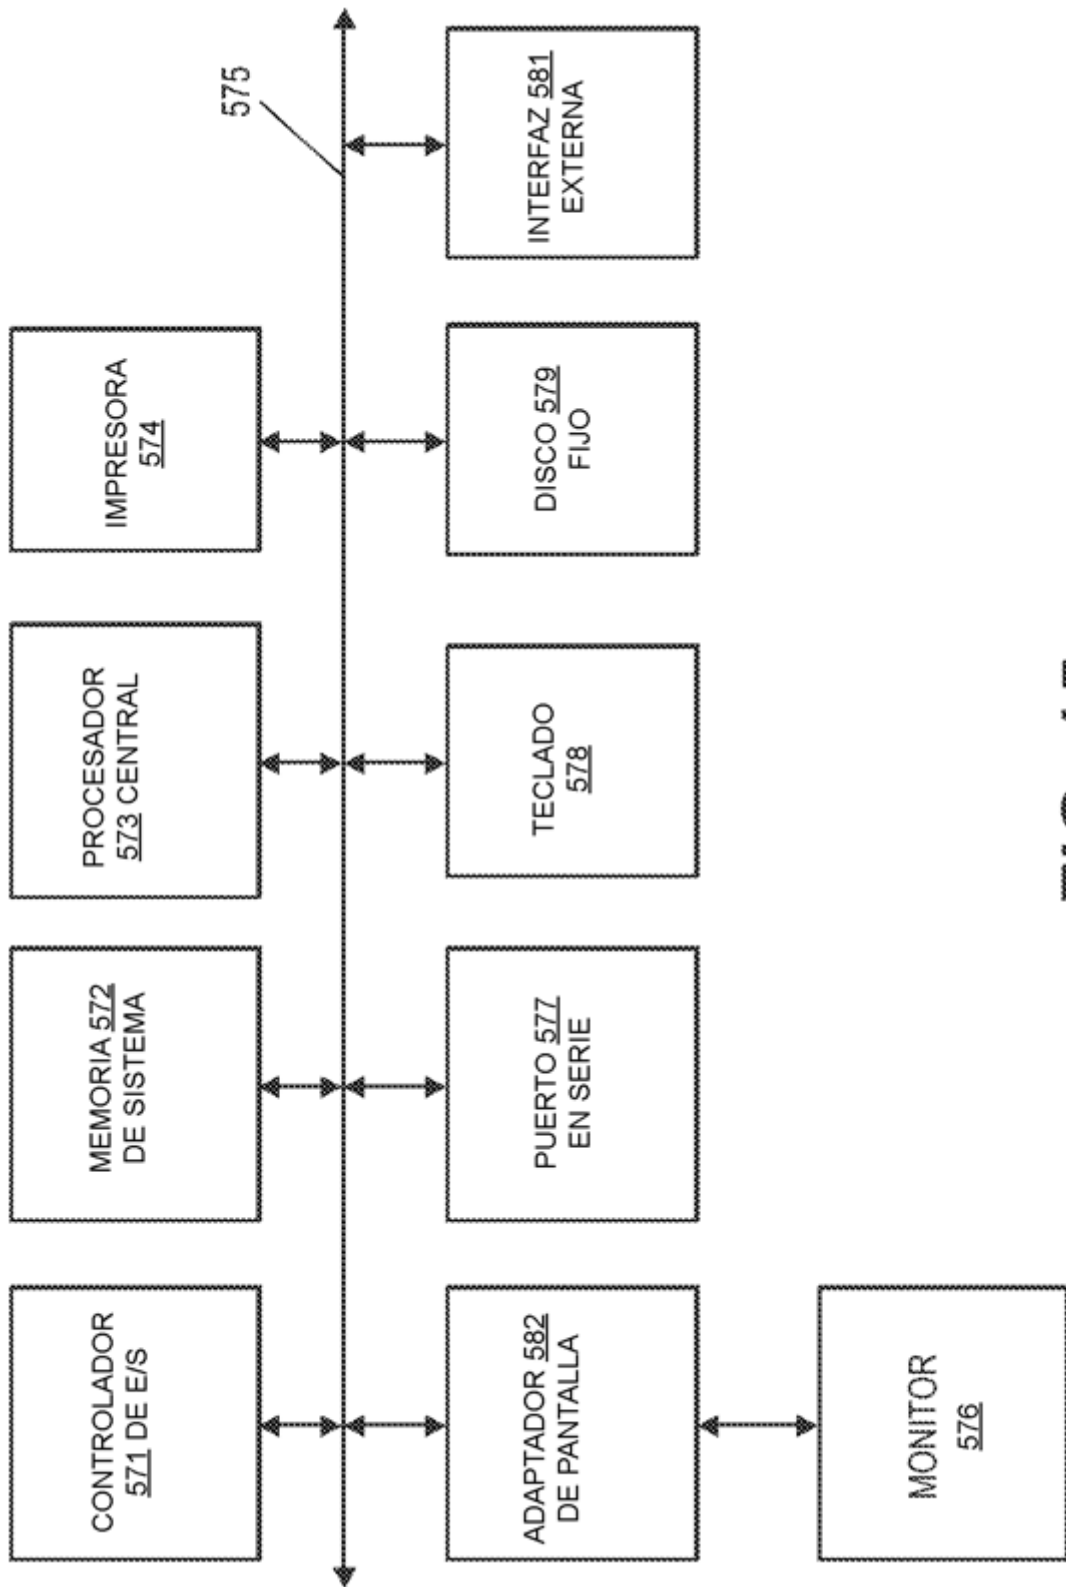 CONTROLADOR
571 DE E/S
MEMORIA 572
DE SISTEMA
PROCESADOR
573 CENTRAL
IMPRESORA
574
575
ADAPTADOR 582
DE PANTALLA
PUERTO 577
EN SERIE
TECLADO
578
DISCO 579
FIJO
INTERFAZ 581
EXTERNA
MONITOR
576